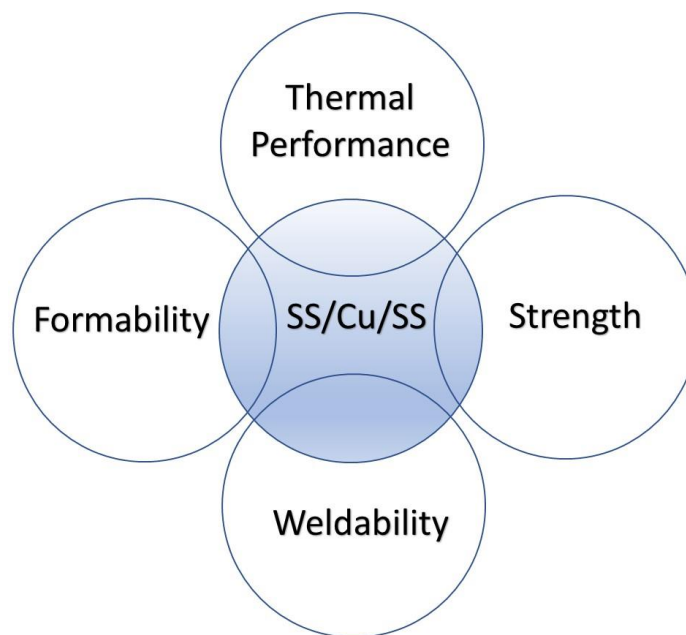 Thermal
Performance
Formability
SS/Cu/SS
Strength
Weldability